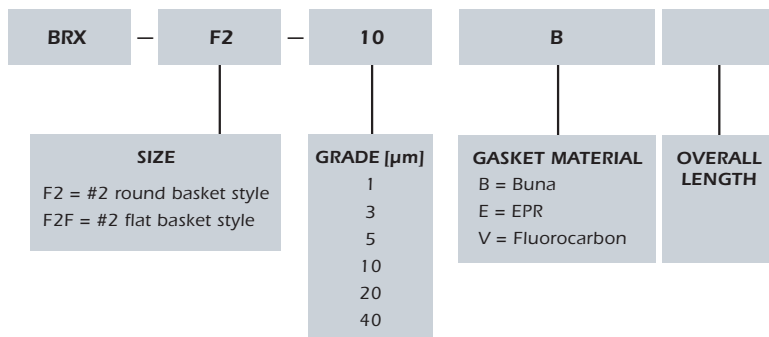 BRX – F2 – 10 B
SIZE
F2 = #2 round basket style
F2F = #2 flat basket style
GRADE [µm]
1
3
5
10
20
40
GASKET MATERIAL
B = Buna
E = EPR
V = Fluorocarbon
OVERALL
LENGTH